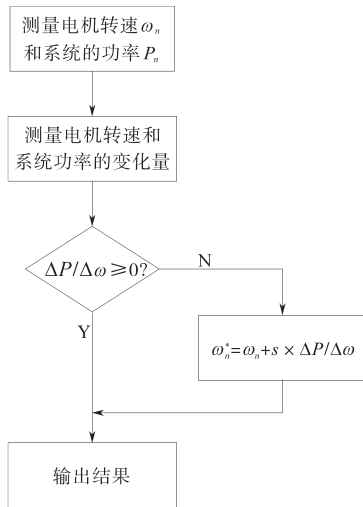 测量电机转速ωn
和系统的功率Pn
测量电机转速和
系统功率的变化量
ΔP/Δω≥0?
N
Y
ω*n=ωn+s×ΔP/Δω
输出结果